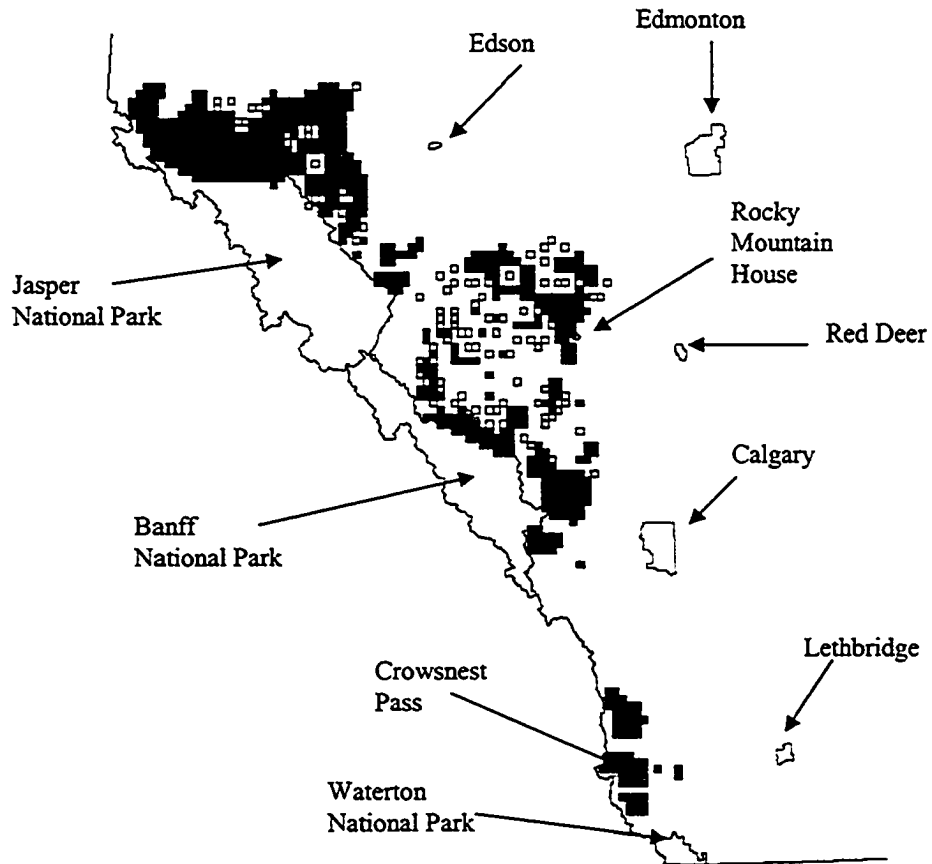 Edmonton
Edson
Rocky
Mountain
House
Jasper
National Park
Red Deer
Calgary
Banff
National Park
Lethbridge
Crowsnest
Pass
Waterton
National Park